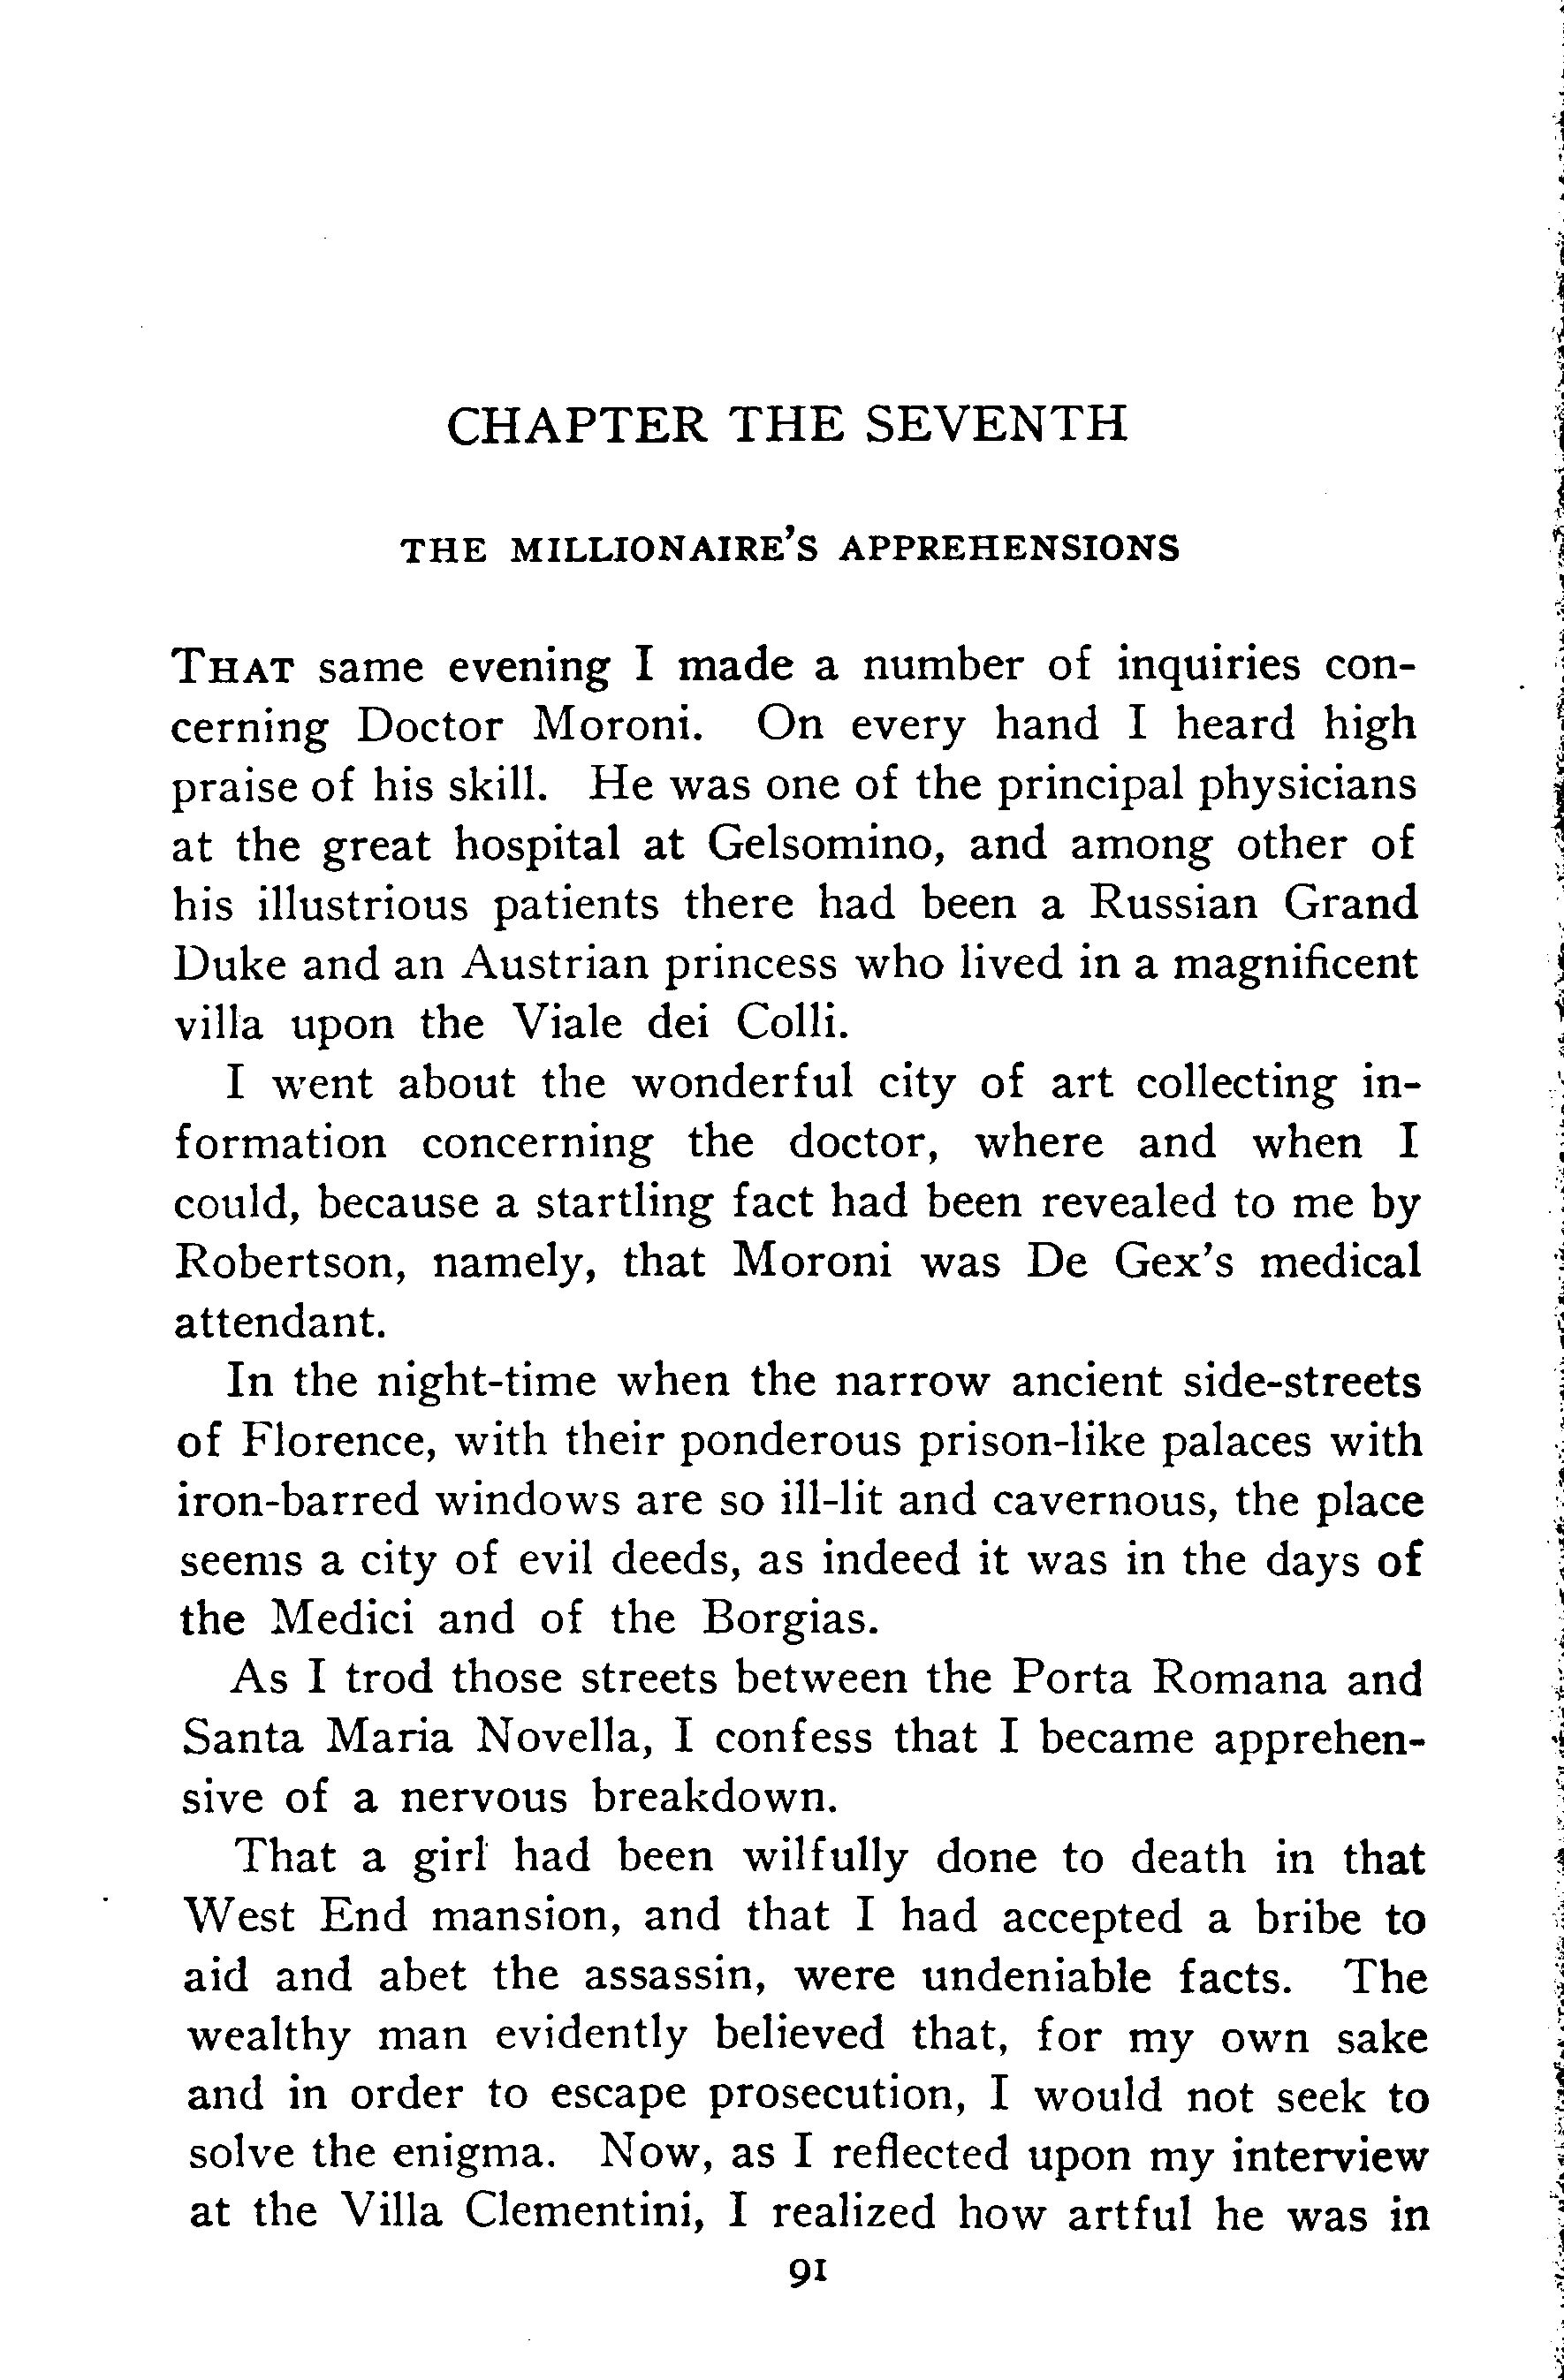 CHAPTER THE SEVENTH
THE MILLIONAIRE'S APPREHENSIONS
THAT same evening I made a number of inquiries con-
cerning Doctor Moroni. On every hand I heard high
praise of his skill. He was one of the principal physicians
at the great hospital at Gelsomino, and among other of
his illustrious patients there had been a Russian Grand
Duke and an Austrian princess who lived in a magnificent
villa upon the Viale dei Colli.
I went about the wonderful city of art collecting in-
formation concerning the doctor, where and when I
could, because a startling fact had been revealed to me by
Robertson, namely, that Moroni was De Gex's medical
attendant.
In the night-time when the narrow ancient side-streets
of Florence, with their ponderous prison-like palaces with
iron-barred windows are so ill-lit and cavernous, the place
seems a city of evil deeds, as indeed it was in the days of
the Medici and of the Borgias.
As I trod those streets between the Porta Romana and
Santa Maria Novella, I confess that I became apprehen-
sive of a nervous breakdown.
That a girl had been wilfully done to death in that
West End mansion, and that I had accepted a bribe to
aid and abet the assassin, were undeniable facts. The
wealthy man evidently believed that, for my own sake
and in order to escape prosecution, I would not seek to
solve the enigma. Now, as I reflected upon my interview
at the Villa Clementini, I realized how artful he was in
91